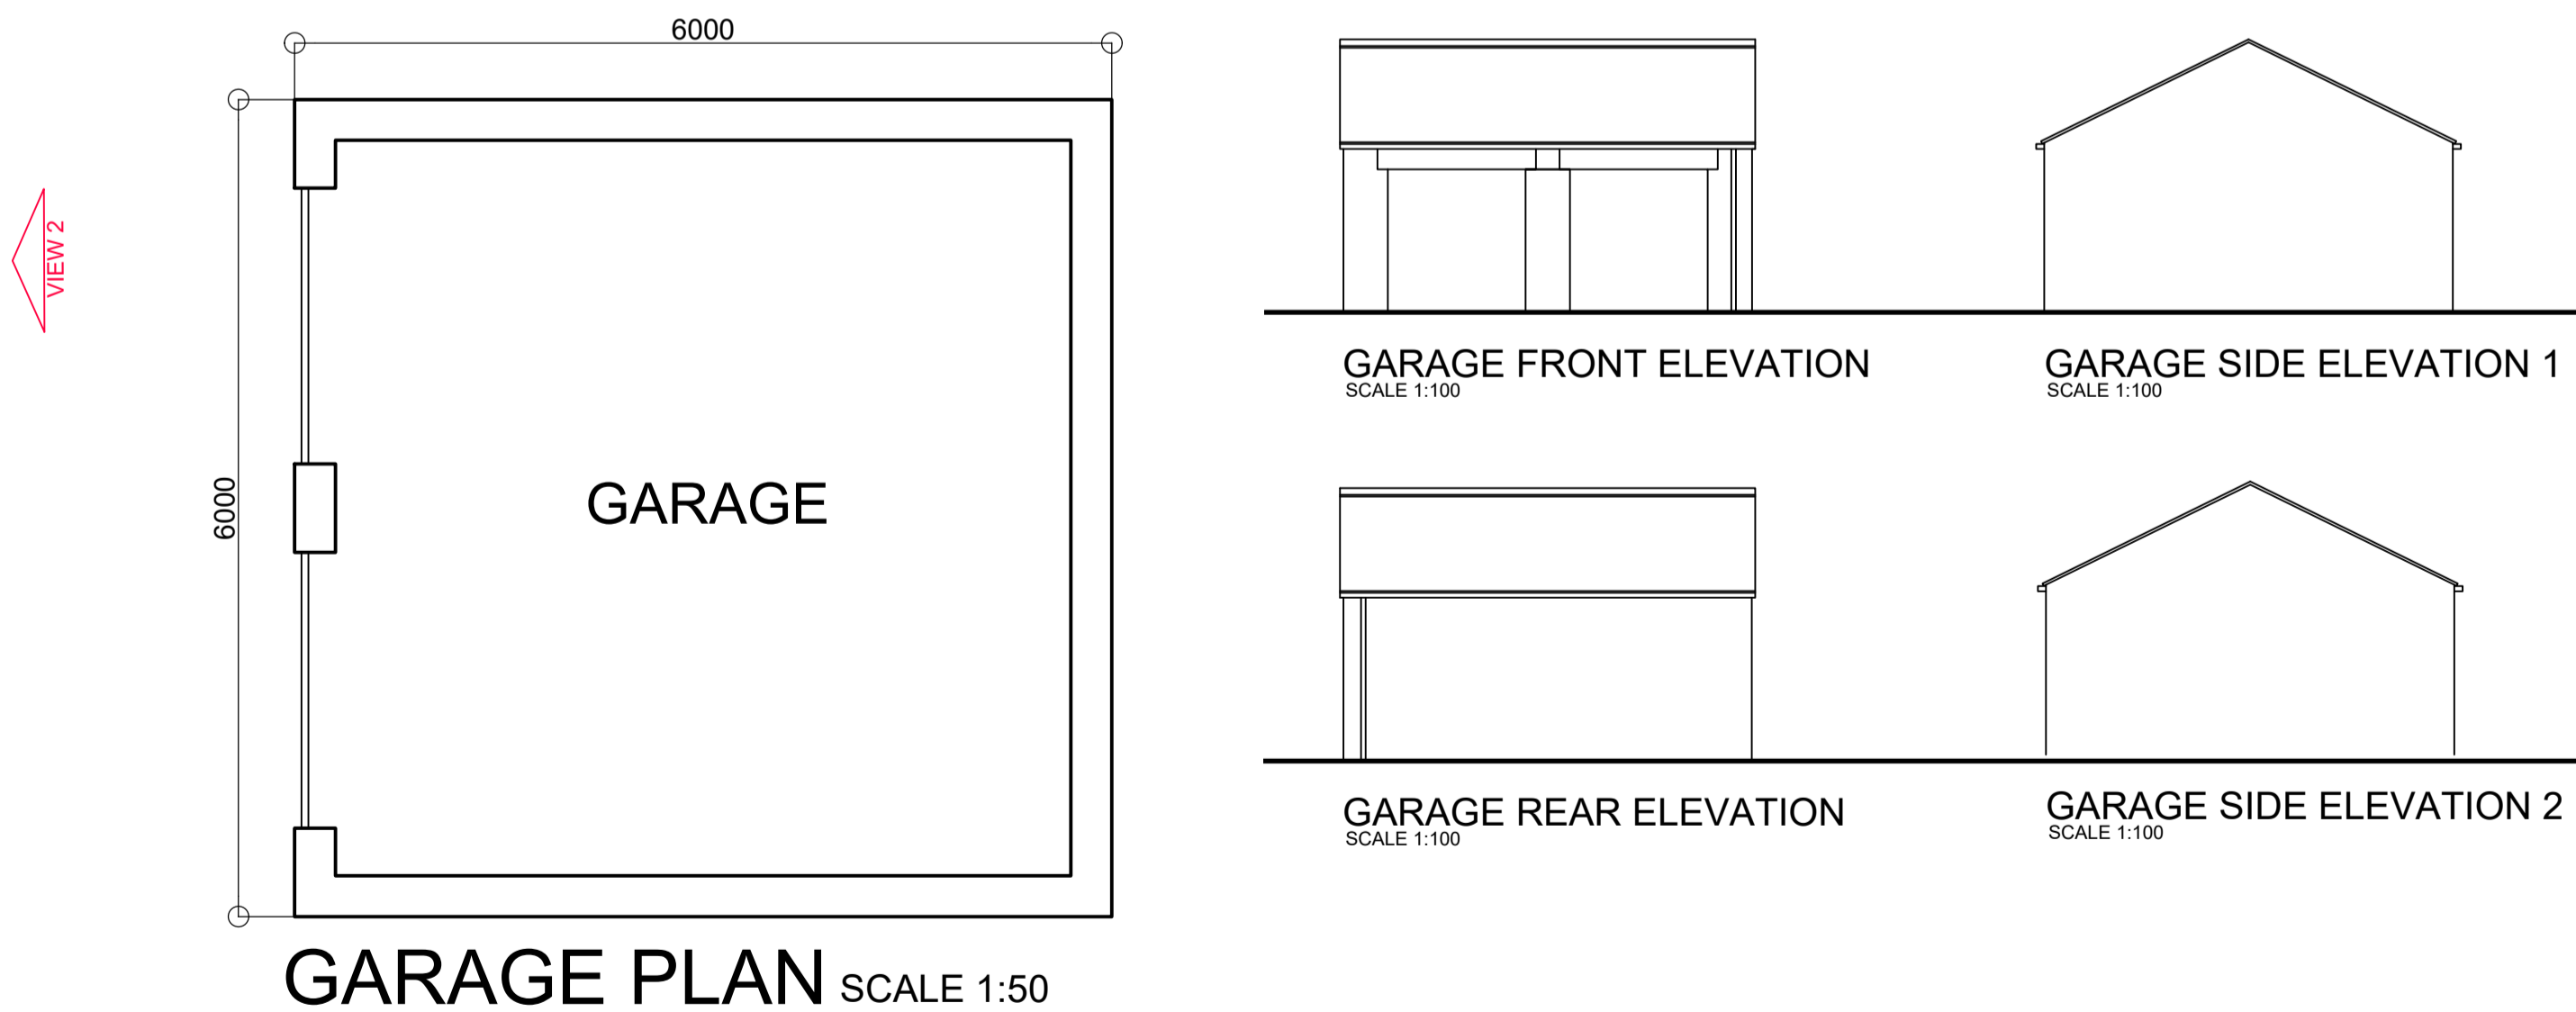 6000
VIEW 2
6000
GARAGE
GARAGE PLAN SCALE 1:50
GARAGE FRONT ELEVATION
SCALE 1:100
GARAGE SIDE ELEVATION 1
SCALE 1:100
GARAGE REAR ELEVATION
SCALE 1:100
GARAGE SIDE ELEVATION 2
SCALE 1:100